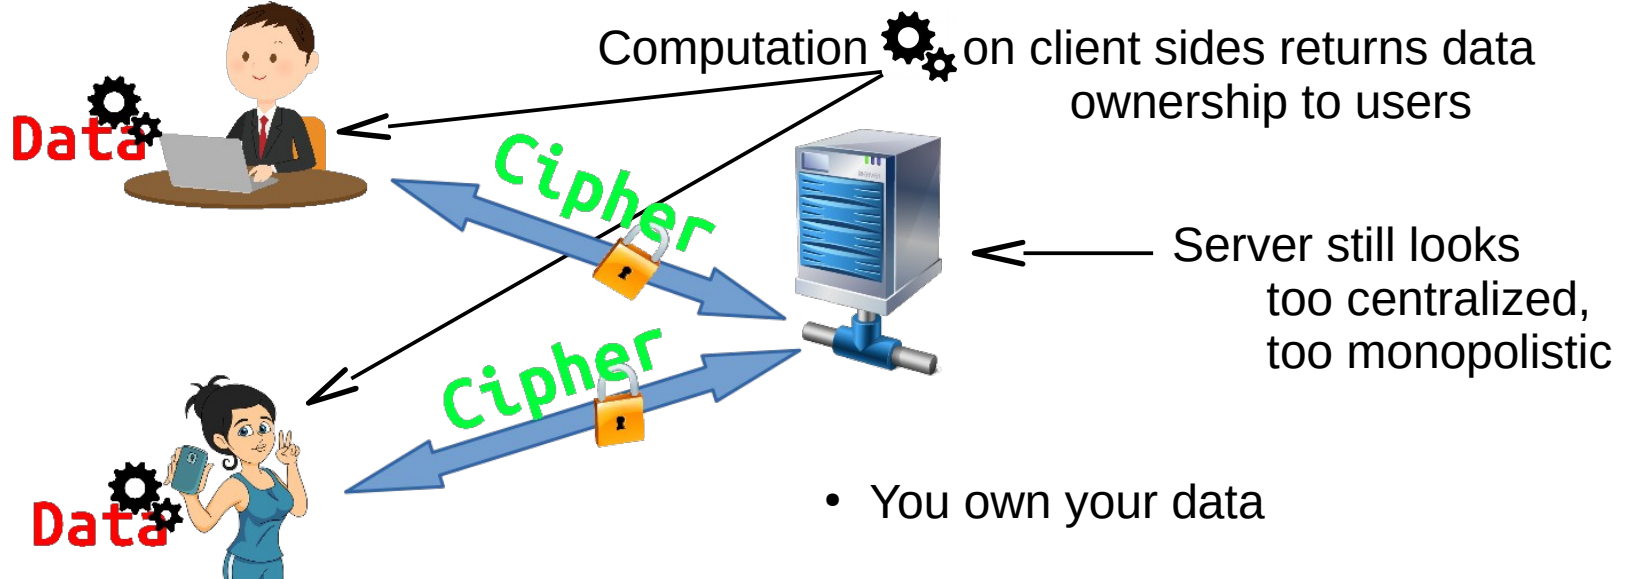 Computation on client sides returns data
ownership to users
Data
Cipher
Server still looks
too centralized,
too monopolistic
Cipher
Data
• You own your data